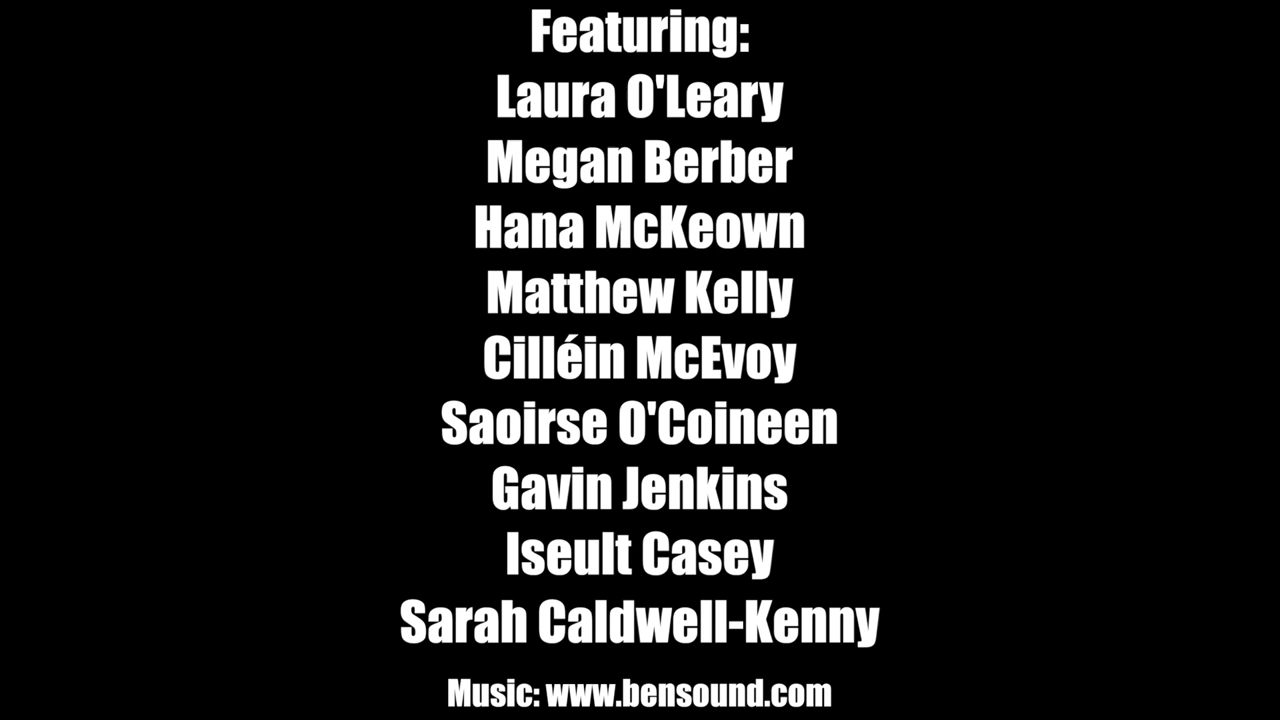 Featuring:
Laura O'Leary
Megan Berber
Hana McKeown
Matthew Kelly
Cilléin McEvoy
Saoirse O'Coineen
Gavin Jenkins
Iseult Casey
Sarah Caldwell-Kenny
Music: www.bensound.com